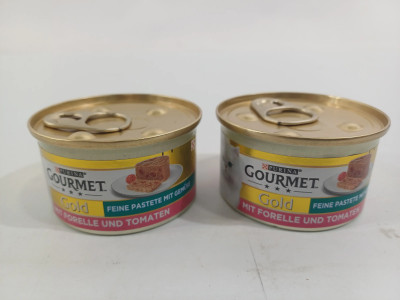 PURINA
GOURMET
Gold
FEINE PASTETE MIT GEMÜSE
MIT FORELLE UND TOMATEN
PURINA
GOURMET
Gold
FEINE PASTETE MIT
MIT FORELLE UND TOMATEN